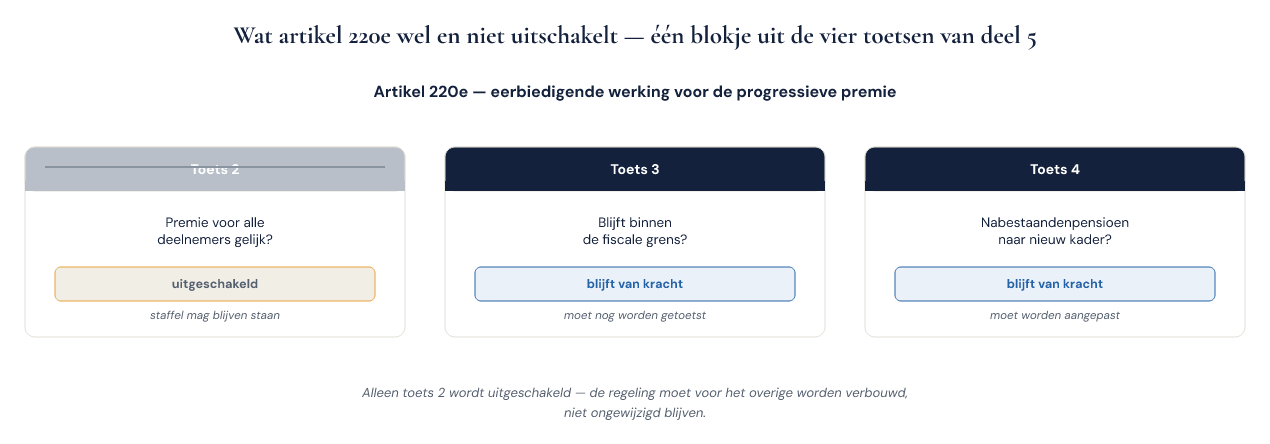 Wat artikel 220e wel en niet uitschakelt — één blokje uit de vier toetsen van deel 5
Artikel 220e — eerbiedigende werking voor de progressieve premie
Toets 2
Premie voor alle
deelnemers gelijk?
uitgeschakeld
staffel mag blijven staan
Toets 3
Blijft binnen
de fiscale grens?
blijft van kracht
moet nog worden getoetst
Toets 4
Nabestaandenpensioen
naar nieuw kader?
blijft van kracht
moet worden aangepast
Alleen toets 2 wordt uitgeschakeld — de regeling moet voor het overige worden verbouwd,
niet ongewijzigd blijven.